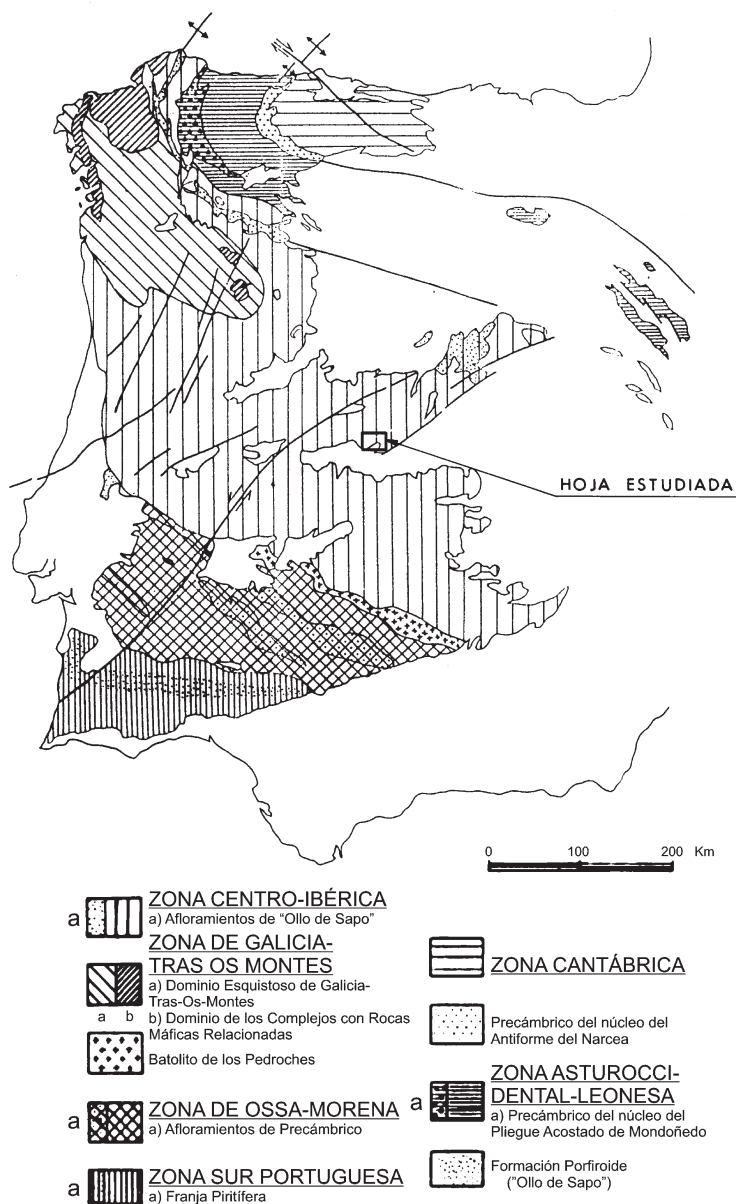 HOJA ESTUDIADA
0 100 200 Km
a ZONA CENTRO-IBÉRICA
a) Afloramientos de “Ollo de Sapo”
ZONA DE GALICIA-
TRAS OS MONTES
a) Dominio Esquistoso de Galicia-
Tras-Os-Montes
a b
b) Dominio de los Complejos con Rocas
Máficas Relacionadas
Batolito de los Pedroches
a ZONA DE OSSA-MORENA
a) Afloramientos de Precámbrico
a ZONA SUR PORTUGUESA
a) Franja Piritífera
ZONA CANTÁBRICA
Precámbrico del núcleo del
Antiforme del Narcea
a ZONA ASTUROCCI-
DENTAL-LEONESA
a) Precámbrico del núcleo del
Pliegue Acostado de Mondoñedo
Formación Porfiroide
("Ollo de Sapo")